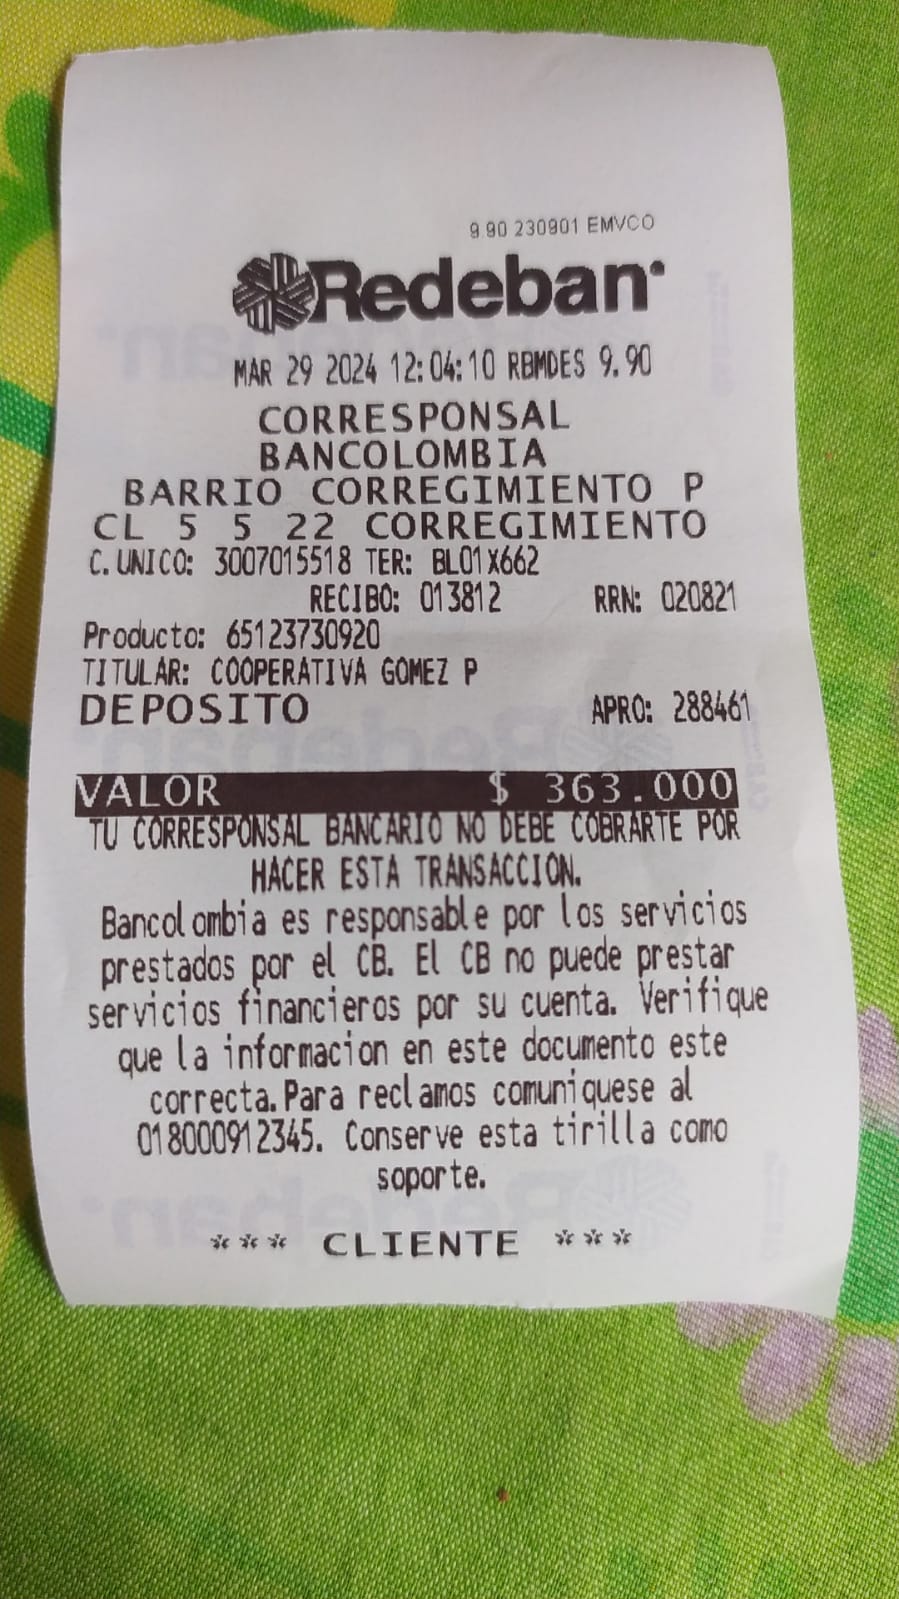 9.90 230901 EMVCO
Redeban
MAR 29 2024 12:04:10 RBMDES 9.90
CORRESPONSAL
BANCOLOMBIA
BARRIO CORREGIMIENTO P
CL 5 5 22 CORREGIMIENTO
C. UNICO: 3007015518 TER: BL01X662
RECIBO: 013812 RRN: 020821
Producto: 65123730920
TITULAR: COOPERATIVA GOMEZ P
DEPOSITO APRO: 288461
VALOR $ 363.000
TU CORRESPONSAL BANCARIO NO DEBE COBRARTE POR
HACER ESTA TRANSACCION.
Bancolombia es responsable por los servicios
prestados por el CB. El CB no puede prestar
servicios financieros por su cuenta. Verifique
que la informacion en este documento este
correcta. Para reclamos comuniquese al
018000912345. Conserve esta tirilla como
soporte.
*** CLIENTE ***